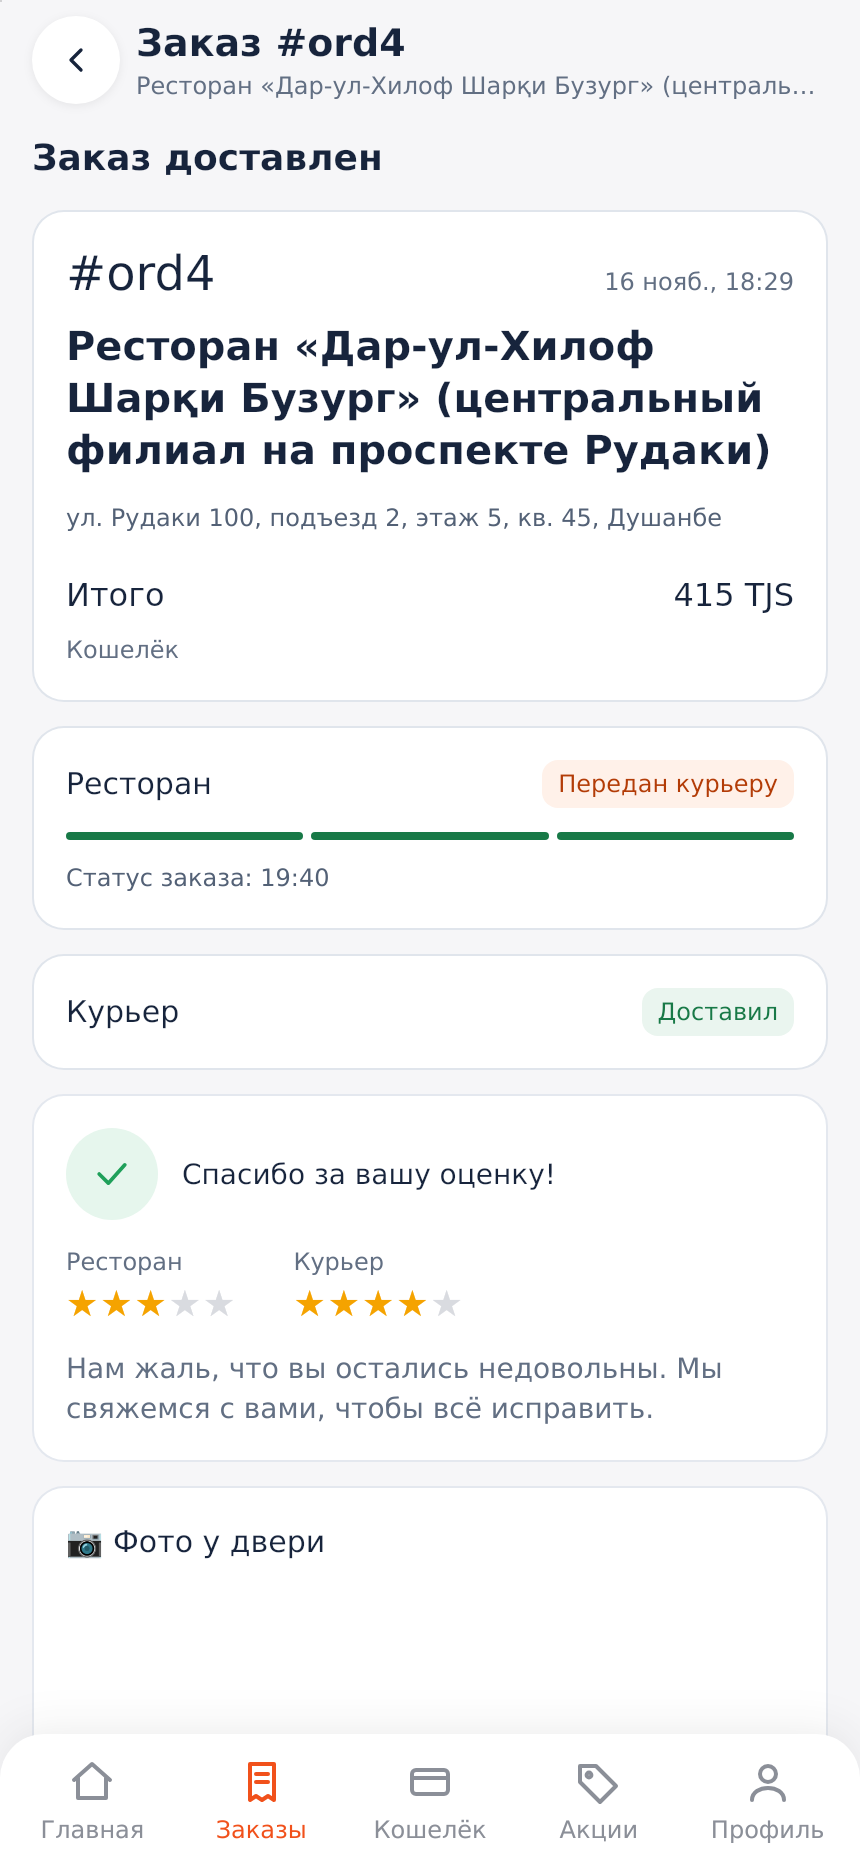 Заказ #ord4
Ресторан «Дар-ул-Хилоф Шарқи Бузург» (централь...
Заказ доставлен
#ord4
16 нояб., 18:29
Ресторан «Дар-ул-Хилоф
Шарқи Бузург» (центральный
филиал на проспекте Рудаки)
ул. Рудаки 100, подъезд 2, этаж 5, кв. 45, Душанбе
Итого
415 TJS
Кошелёк
Ресторан
Передан курьеру
Статус заказа: 19:40
Курьер
Доставил
Спасибо за вашу оценку!
Ресторан
Курьер
Нам жаль, что вы остались недовольны. Мы
свяжемся с вами, чтобы всё исправить.
Фото у двери
Главная
Заказы
Кошелёк
Акции
Профиль